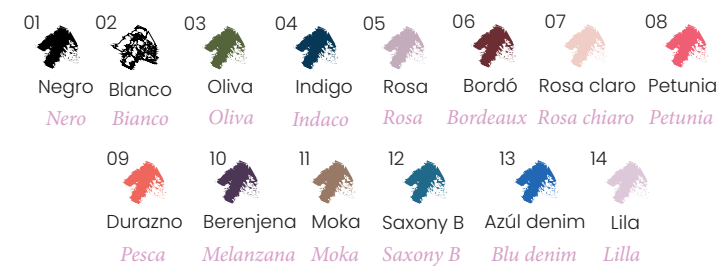 01 02 03 04 05 06 07 08
Negro Blanco Oliva Indigo Rosa Bordó Rosa claro Petunia
Nero Bianco Oliva Indaco Rosa Bordeaux Rosa chiaro Petunia
09 10 11 12 13 14
Durazno Berenjena Moka Saxony B Azúl denim Lila
Pesca Melanzana Moka Saxony B Blu denim Lilla